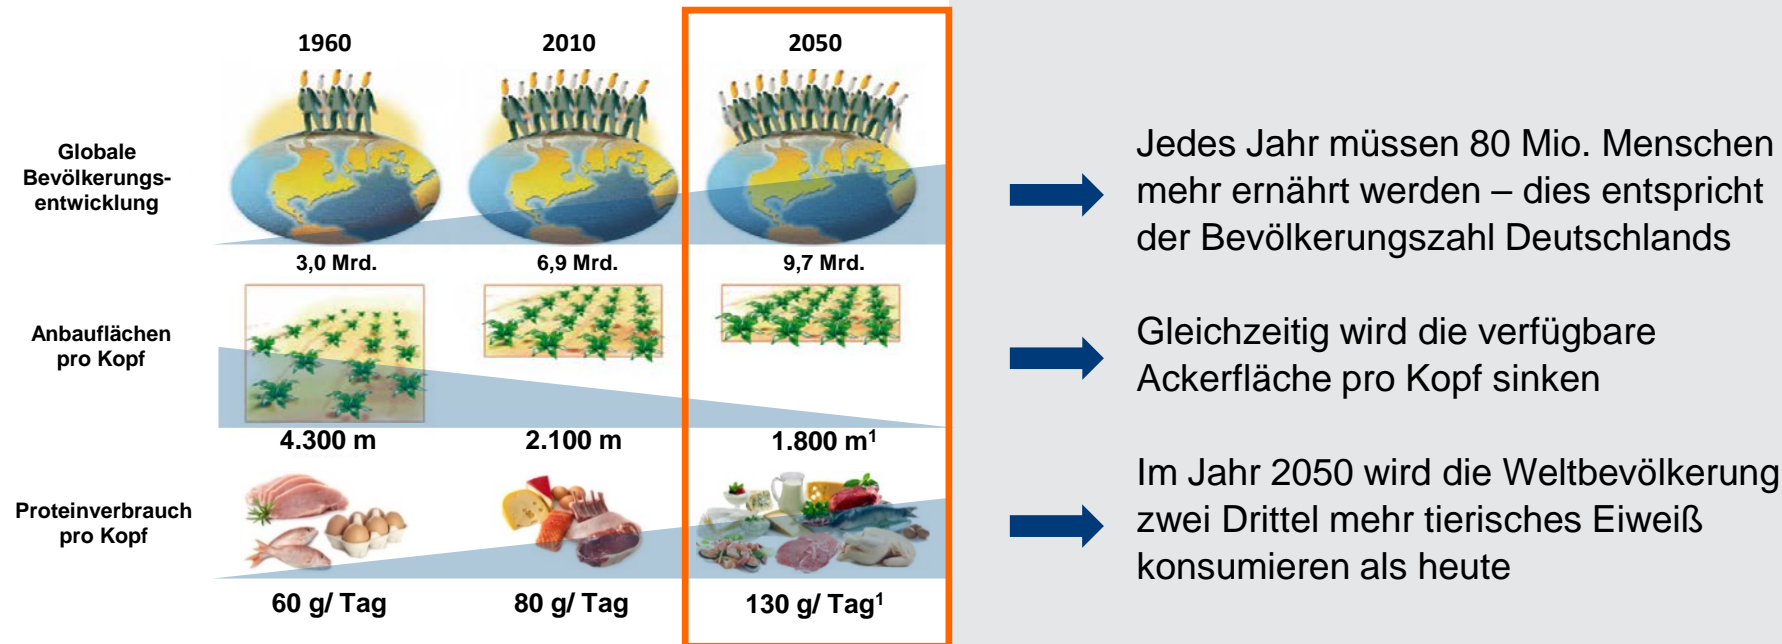 1960
2010
2050
Globale
Bevölkerungs-
entwicklung
3,0 Mrd.
6,9 Mrd.
9,7 Mrd.
Anbauflächen
pro Kopf
4.300 m
2.100 m
1.800 m¹
Proteinverbrauch
pro Kopf
60 g/ Tag
80 g/ Tag
130 g/ Tag¹
Jedes Jahr müssen 80 Mio. Menschen
mehr ernährt werden – dies entspricht
der Bevölkerungszahl Deutschlands
Gleichzeitig wird die verfügbare
Ackerfläche pro Kopf sinken
Im Jahr 2050 wird die Weltbevölkerung
zwei Drittel mehr tierisches Eiweiß
konsumieren als heute